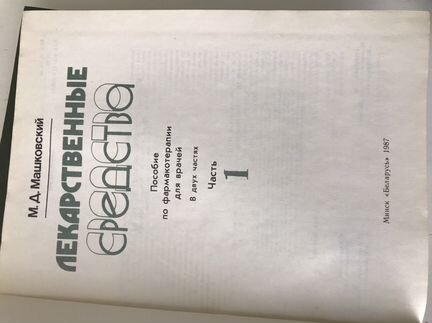 М. Д. Машковский
ЛЕКАРСТВЕННЫЕ
СРЕДСТВА
Пособие
по фармакотерапии
для врачей
В двух частях
Часть
1
Минск «Беларусь» 1987